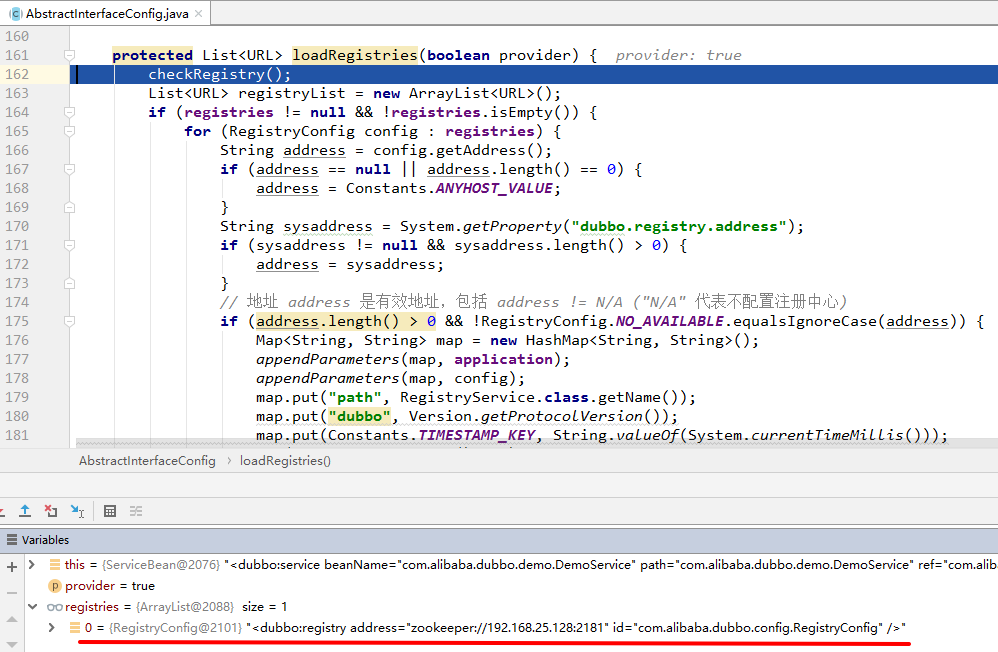 AbstractInterfaceConfig.java
160
161 protected List<URL> loadRegistries(boolean provider) { provider: true
162 checkRegistry();
163 List<URL> registryList = new ArrayList<URL>();
164 if (registries != null && !registries.isEmpty()) {
165 for (RegistryConfig config : registries) {
166 String address = config.getAddress();
167 if (address == null || address.length() == 0) {
168 address = Constants.ANYHOST_VALUE;
169 }
170 String sysaddress = System.getProperty("dubbo.registry.address");
171 if (sysaddress != null && sysaddress.length() > 0) {
172 address = sysaddress;
173 }
174 // 地址 address 是有效地址，包括 address != N/A ("N/A" 代表不配置注册中心)
175 if (address.length() > 0 && !RegistryConfig.NO_AVAILABLE.equalsIgnoreCase(address)) {
176 Map<String, String> map = new HashMap<String, String>();
177 appendParameters(map, application);
178 appendParameters(map, config);
179 map.put("path", RegistryService.class.getName());
180 map.put("dubbo", Version.getProtocolVersion());
181 map.put(Constants.TIMESTAMP_KEY, String.valueOf(System.currentTimeMillis()));
AbstractInterfaceConfig › loadRegistries()
Variables
this = {ServiceBean@2076} "<dubbo:service beanName="com.alibaba.dubbo.demo.DemoService" path="com.alibaba.dubbo.demo.DemoService" ref="com.aliba
provider = true
registries = {ArrayList@2088} size = 1
0 = {RegistryConfig@2101} "<dubbo:registry address="zookeeper://192.168.25.128:2181" id="com.alibaba.dubbo.config.RegistryConfig" />"